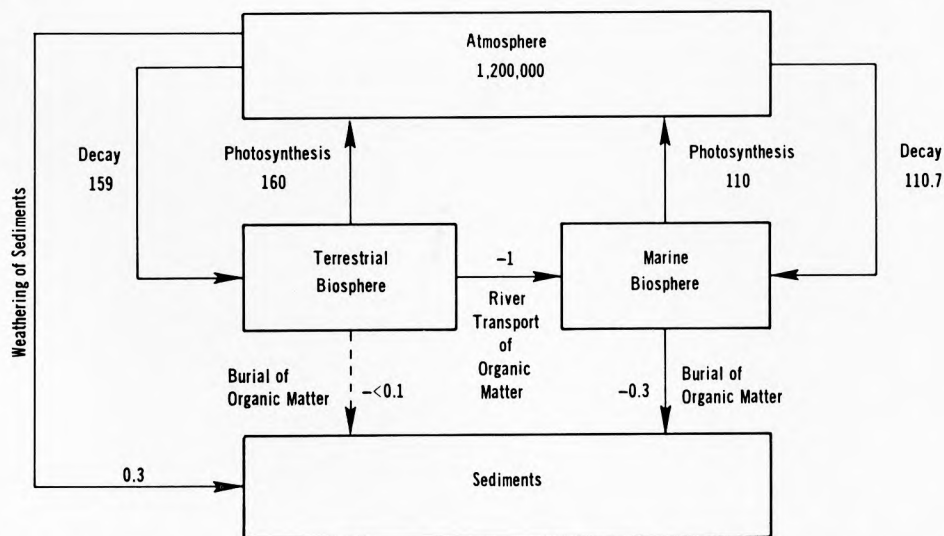 Atmosphere
1,200,000
Decay
159
Photosynthesis
160
Photosynthesis
110
Decay
110.7
Weathering of Sediments
Terrestrial
Biosphere
−1
River
Transport
of
Organic
Matter
Marine
Biosphere
Burial of
Organic Matter
−<0.1
−0.3
Burial of
Organic Matter
0.3
Sediments